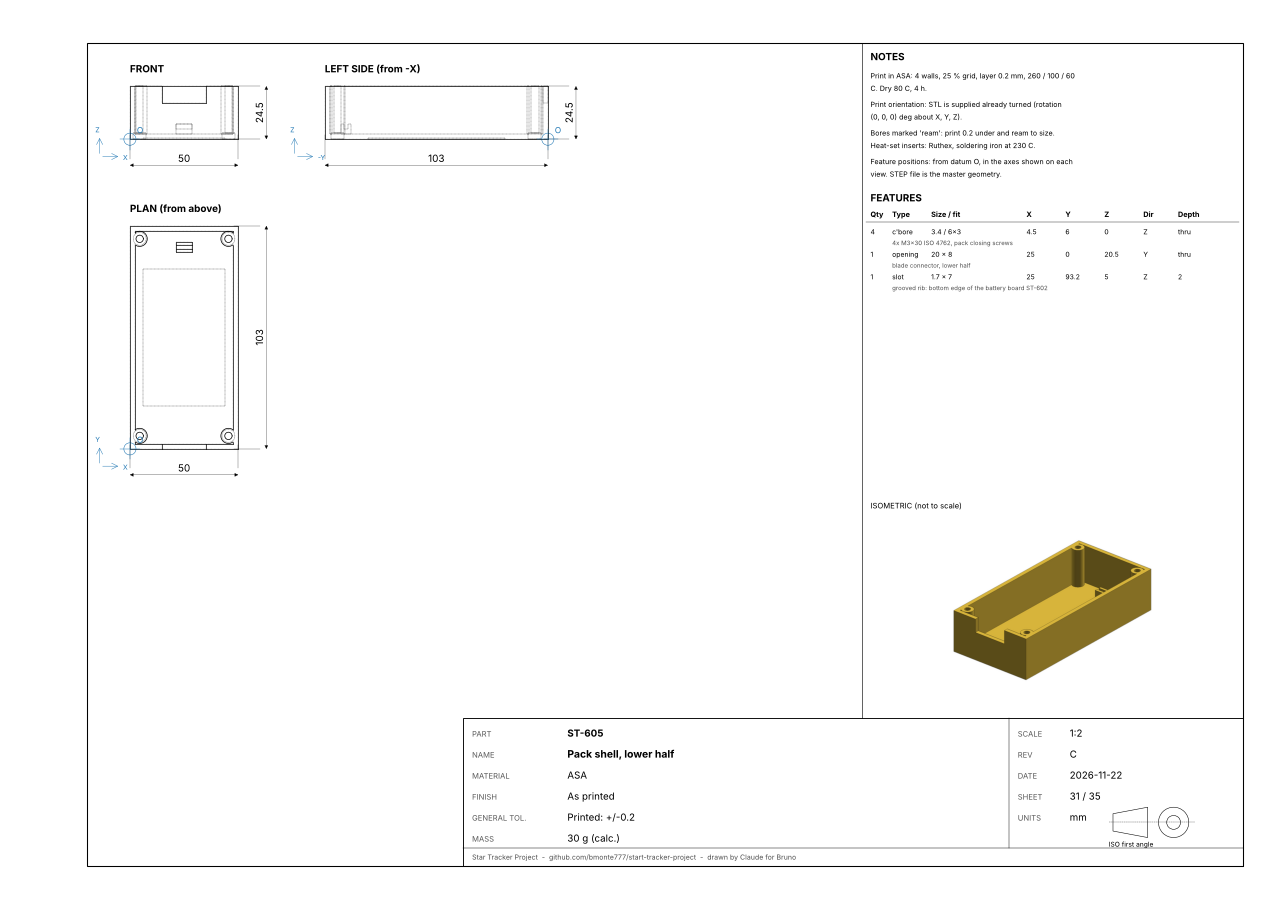 FRONT
LEFT SIDE (from -X)
24.5
24.5
Z
O
X
50
Z
O
-Y
103
PLAN (from above)
103
Y
O
X
50
NOTES
Print in ASA: 4 walls, 25 % grid, layer 0.2 mm, 260 / 100 / 60
C. Dry 80 C, 4 h.
Print orientation: STL is supplied already turned (rotation
(0, 0, 0) deg about X, Y, Z).
Bores marked 'ream': print 0.2 under and ream to size.
Heat-set inserts: Ruthex, soldering iron at 230 C.
Feature positions: from datum O, in the axes shown on each
view. STEP file is the master geometry.
FEATURES
Qty Type Size / fit X Y Z Dir Depth
4 c'bore 3.4 / 6×3 4.5 6 0 Z thru
4x M3×30 ISO 4762, pack closing screws
1 opening 20 × 8 25 0 20.5 Y thru
blade connector, lower half
1 slot 1.7 × 7 25 93.2 5 Z 2
grooved rib: bottom edge of the battery board ST-602
ISOMETRIC (not to scale)
PART ST-605
NAME Pack shell, lower half
MATERIAL ASA
FINISH As printed
GENERAL TOL. Printed: +/-0.2
MASS 30 g (calc.)
SCALE 1:2
REV C
DATE 2026-11-22
SHEET 31 / 35
UNITS mm
ISO first angle
Star Tracker Project - github.com/bmonte777/start-tracker-project - drawn by Claude for Bruno